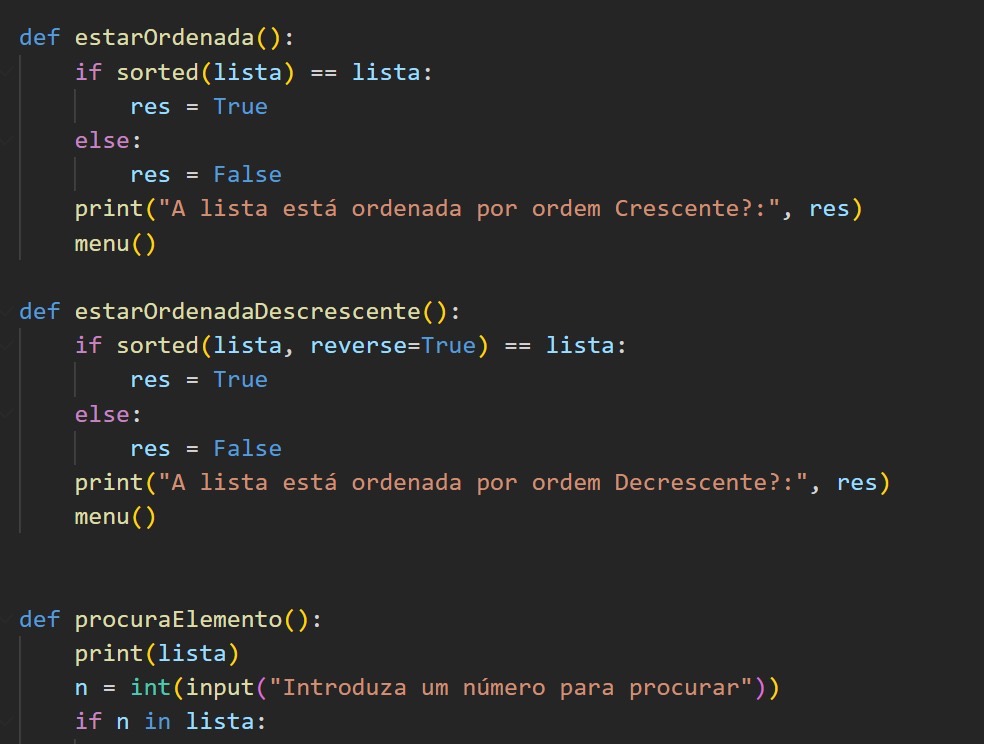 def estarOrdenada():
    if sorted(lista) == lista:
        res = True
    else:
        res = False
    print("A lista está ordenada por ordem Crescente?:", res)
    menu()
def estarOrdenadaDescrescente():
    if sorted(lista, reverse=True) == lista:
        res = True
    else:
        res = False
    print("A lista está ordenada por ordem Decrescente?:", res)
    menu()
def procuraElemento():
    print(lista)
    n = int(input("Introduza um número para procurar"))
    if n in lista: